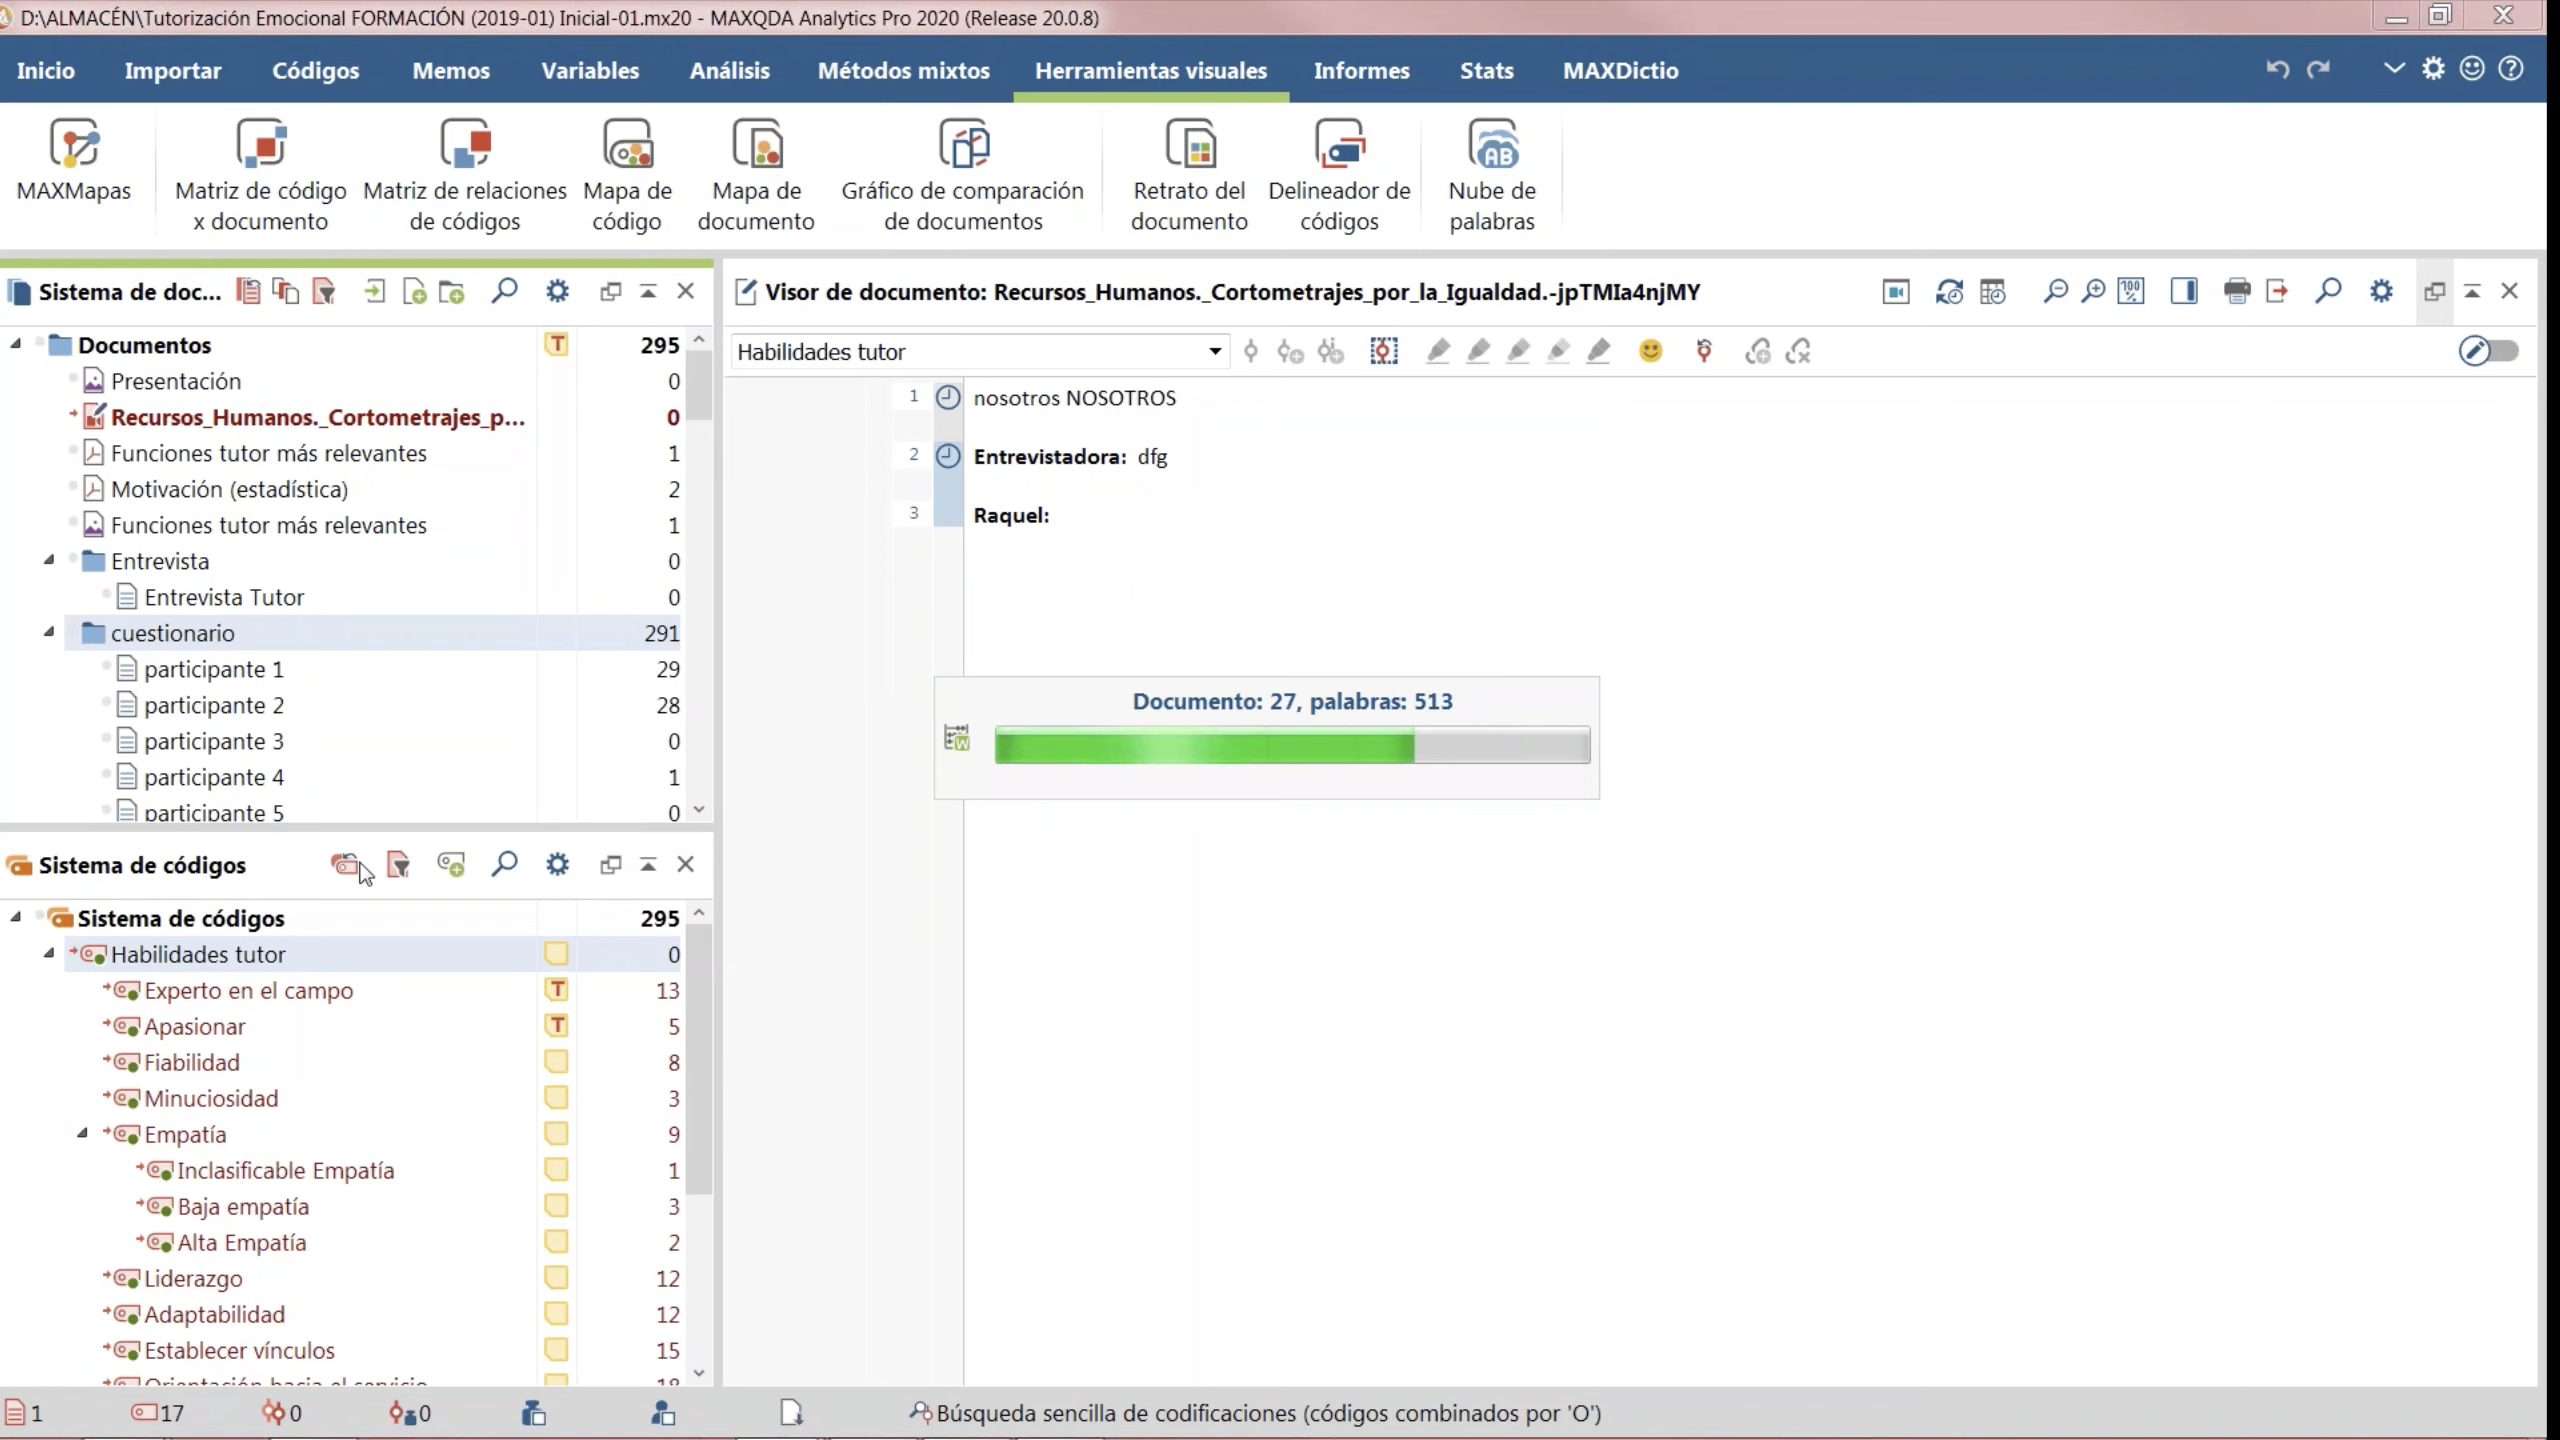 D:\ALMACÉN\Tutorización Emocional FORMACIÓN (2019-01) Inicial-01.mx20 - MAXQDA Analytics Pro 2020 (Release 20.0.8)
Inicio Importar Códigos Memos Variables Análisis Métodos mixtos Herramientas visuales Informes Stats MAXDictio
MAXMapas
Matriz de código
x documento
Matriz de relaciones
de códigos
Mapa de
código
Mapa de
documento
Gráfico de comparación
de documentos
Retrato del
documento
Delineador de
códigos
AB
Nube de
palabras
Sistema de doc...
Documentos T 295
Presentación 0
Recursos_Humanos._Cortometrajes_p... 0
Funciones tutor más relevantes 1
Motivación (estadística) 2
Funciones tutor más relevantes 1
Entrevista 0
Entrevista Tutor 0
cuestionario 291
participante 1 29
participante 2 28
participante 3 0
participante 4 1
participante 5 0
Sistema de códigos
Sistema de códigos 295
Habilidades tutor 0
Experto en el campo T 13
Apasionar T 5
Fiabilidad 8
Minuciosidad 3
Empatía 9
Inclasificable Empatía 1
Baja empatía 3
Alta Empatía 2
Liderazgo 12
Adaptabilidad 12
Establecer vínculos 15
Orientación hacia el servicio 18
Visor de documento: Recursos_Humanos._Cortometrajes_por_la_Igualdad.-jpTMIa4njMY
100 %
Habilidades tutor
1 nosotros NOSOTROS
2 Entrevistadora: dfg
3 Raquel:
Documento: 27, palabras: 513
W
1 17 0 0 Búsqueda sencilla de codificaciones (códigos combinados por 'O')